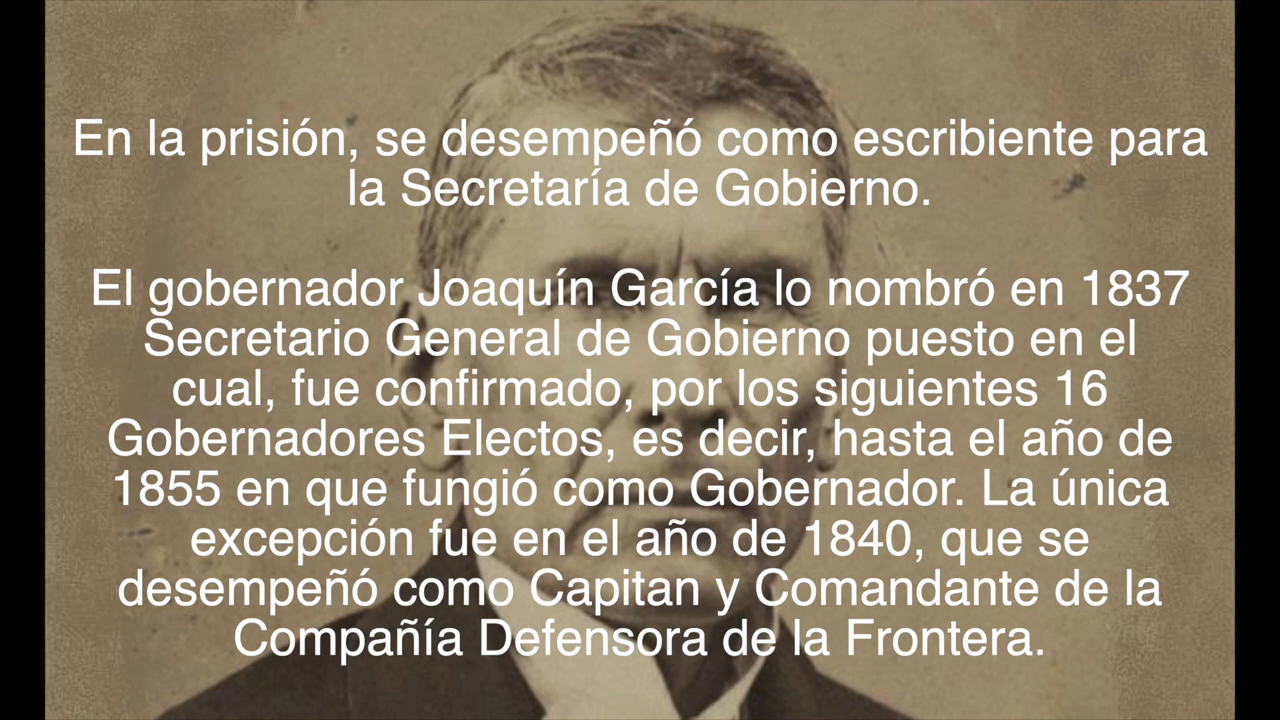 En la prisión, se desempeñó como escribiente para
la Secretaría de Gobierno.
El gobernador Joaquín García lo nombró en 1837
Secretario General de Gobierno puesto en el
cual, fue confirmado, por los siguientes 16
Gobernadores Electos, es decir, hasta el año de
1855 en que fungió como Gobernador. La única
excepción fue en el año de 1840, que se
desempeñó como Capitan y Comandante de la
Compañía Defensora de la Frontera.